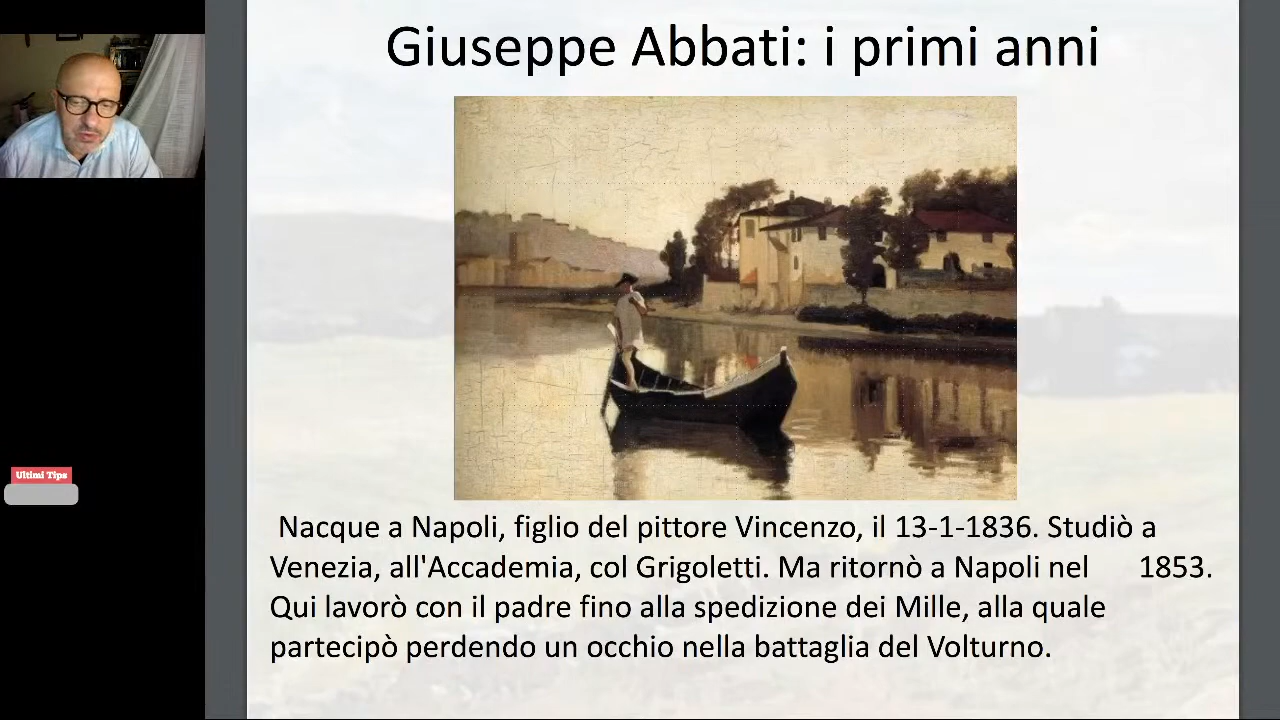 Giuseppe Abbati: i primi anni
Ultimi Tips
Nacque a Napoli, figlio del pittore Vincenzo, il 13-1-1836. Studiò a
Venezia, all'Accademia, col Grigoletti. Ma ritornò a Napoli nel 1853.
Qui lavorò con il padre fino alla spedizione dei Mille, alla quale
partecipò perdendo un occhio nella battaglia del Volturno.